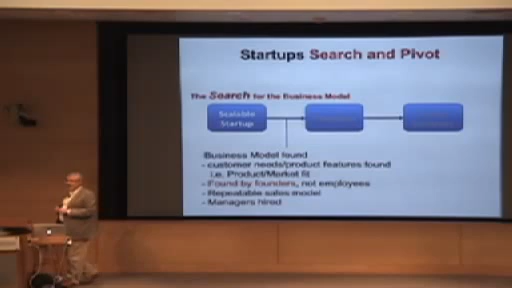 Startups Search and Pivot
The Search for the Business Model
Scalable
Startup
Business Model found
- customer needs/product features found
i.e. Product/Market fit
- Found by founders, not employees
- Repeatable sales model
- Managers hired